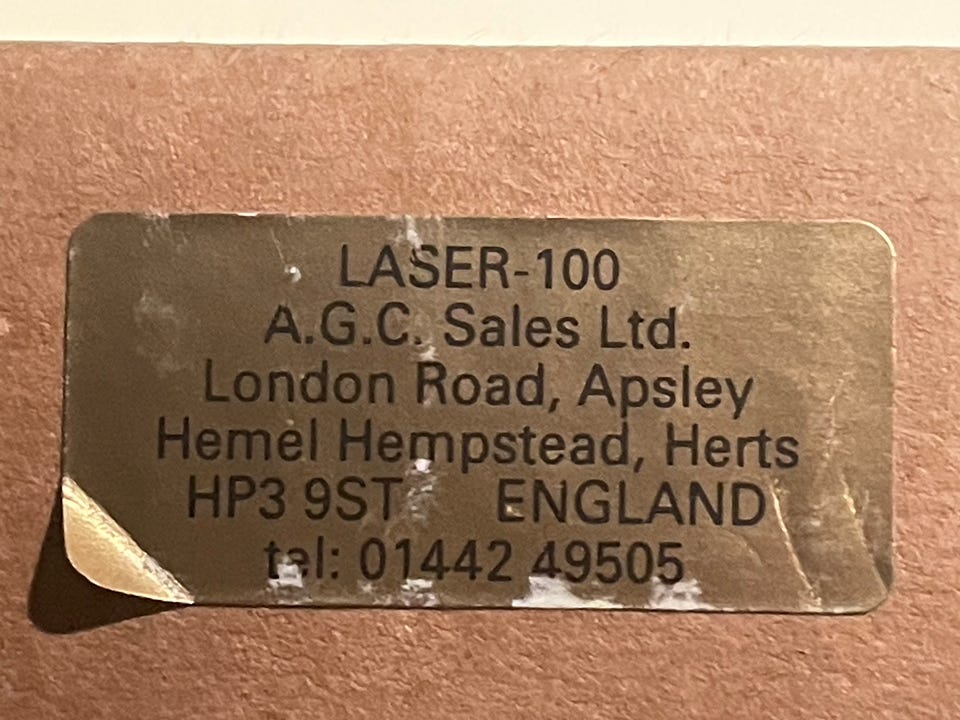 LASER-100
A.G.C. Sales Ltd.
London Road, Apsley
Hemel Hempstead, Herts
HP3 9ST ENGLAND
tel: 01442 49505